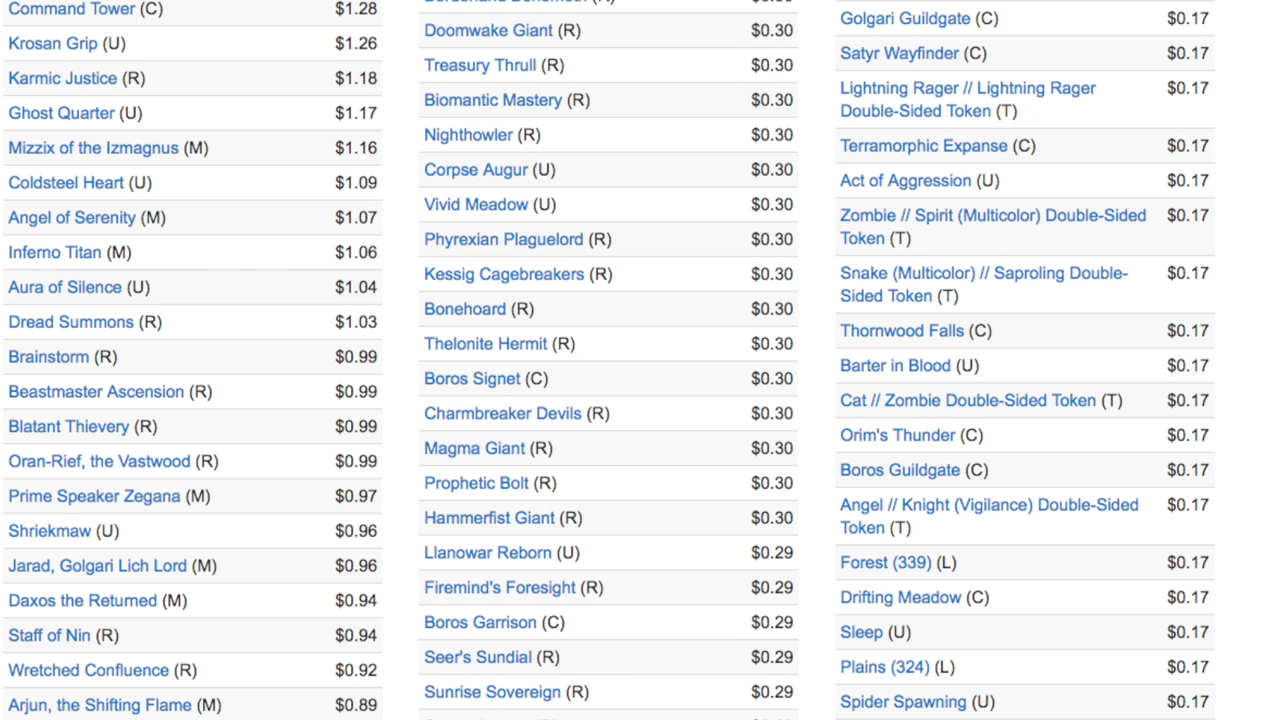 Command Tower (C) $1.28
Krosan Grip (U) $1.26
Karmic Justice (R) $1.18
Ghost Quarter (U) $1.17
Mizzix of the Izmagnus (M) $1.16
Coldsteel Heart (U) $1.09
Angel of Serenity (M) $1.07
Inferno Titan (M) $1.06
Aura of Silence (U) $1.04
Dread Summons (R) $1.03
Brainstorm (R) $0.99
Beastmaster Ascension (R) $0.99
Blatant Thievery (R) $0.99
Oran-Rief, the Vastwood (R) $0.99
Prime Speaker Zegana (M) $0.97
Shriekmaw (U) $0.96
Jarad, Golgari Lich Lord (M) $0.96
Daxos the Returned (M) $0.94
Staff of Nin (R) $0.94
Wretched Confluence (R) $0.92
Arjun, the Shifting Flame (M) $0.89
Doomwake Giant (R) $0.30
Treasury Thrull (R) $0.30
Biomantic Mastery (R) $0.30
Nighthowler (R) $0.30
Corpse Augur (U) $0.30
Vivid Meadow (U) $0.30
Phyrexian Plaguelord (R) $0.30
Kessig Cagebreakers (R) $0.30
Bonehoard (R) $0.30
Thelonite Hermit (R) $0.30
Boros Signet (C) $0.30
Charmbreaker Devils (R) $0.30
Magma Giant (R) $0.30
Prophetic Bolt (R) $0.30
Hammerfist Giant (R) $0.30
Llanowar Reborn (U) $0.29
Firemind's Foresight (R) $0.29
Boros Garrison (C) $0.29
Seer's Sundial (R) $0.29
Sunrise Sovereign (R) $0.29
Golgari Guildgate (C) $0.17
Satyr Wayfinder (C) $0.17
Lightning Rager // Lightning Rager $0.17
Double-Sided Token (T)
Terramorphic Expanse (C) $0.17
Act of Aggression (U) $0.17
Zombie // Spirit (Multicolor) Double-Sided $0.17
Token (T)
Snake (Multicolor) // Saproling Double- $0.17
Sided Token (T)
Thornwood Falls (C) $0.17
Barter in Blood (U) $0.17
Cat // Zombie Double-Sided Token (T) $0.17
Orim's Thunder (C) $0.17
Boros Guildgate (C) $0.17
Angel // Knight (Vigilance) Double-Sided $0.17
Token (T)
Forest (339) (L) $0.17
Drifting Meadow (C) $0.17
Sleep (U) $0.17
Plains (324) (L) $0.17
Spider Spawning (U) $0.17